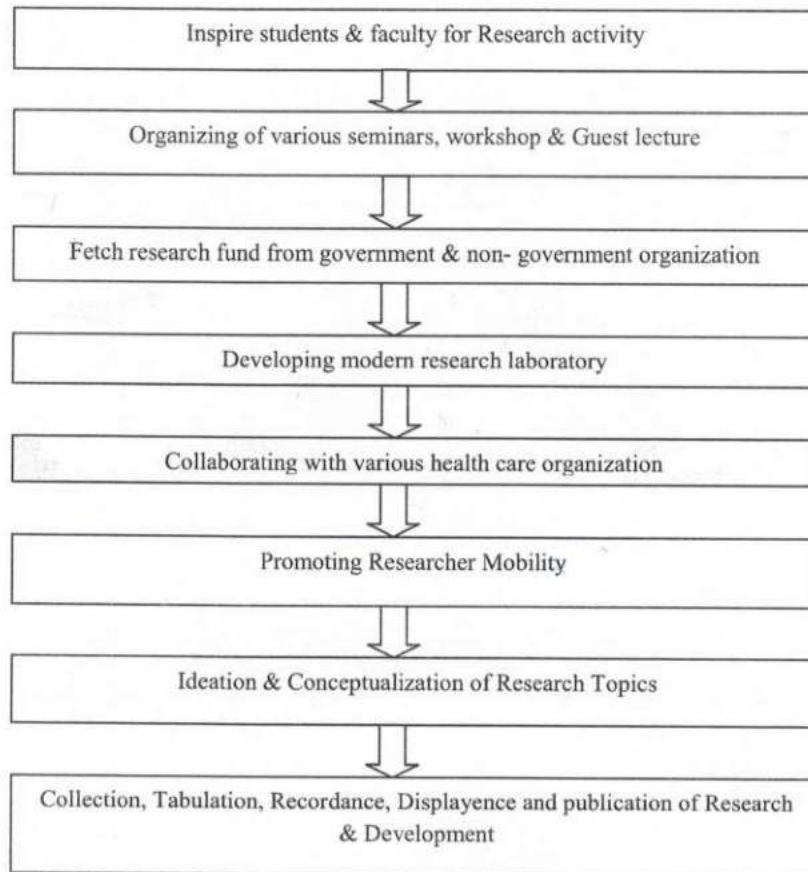 Inspire students & faculty for Research activity
Organizing of various seminars, workshop & Guest lecture
Fetch research fund from government & non- government organization
Developing modern research laboratory
Collaborating with various health care organization
Promoting Researcher Mobility
Ideation & Conceptualization of Research Topics
Collection, Tabulation, Recordance, Displayence and publication of Research
& Development